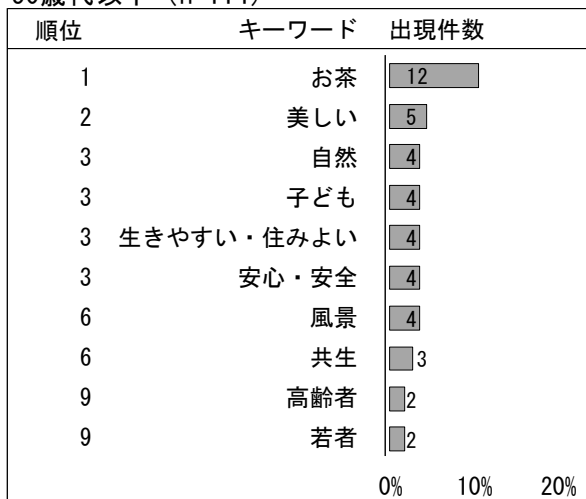 順位 キーワード 出現件数
1 お茶 12
2 美しい 5
3 自然 4
3 子ども 4
3 生きやすい・住みよい 4
3 安心・安全 4
6 風景 4
6 共生 3
9 高齢者 2
9 若者 2
0% 10% 20%